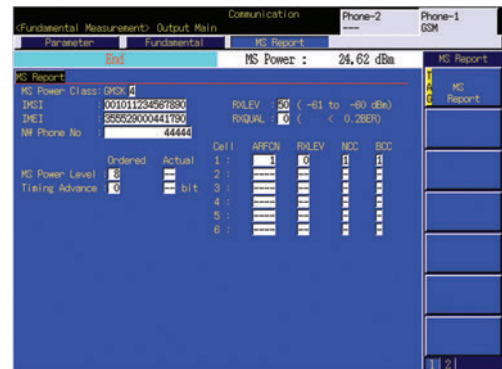 Communication
Phone-2
Phone-1
<Fundamental Measurement> Output Main
----
GSM
Parameter Fundamental MS Report
End MS Power : 24.62 dBm MS Report
MS Report
TAG
MS Report
MS Power Class:GMSK 4
IMSI :001011234567890 RXLEV :50 ( -61 to -60 dBm)
IMEI :355529000441790 RXQUAL : 0 ( < 0.2BER)
NW Phone No : 44444
Cell ARFCN RXLEV NCC BCC
Ordered Actual 1 : 1 0 1 1
MS Power Level : 8 -- 2 : ---- -- - -
Timing Advance : 0 -- bit 3 : ---- -- - -
4 : ---- -- - -
5 : ---- -- - -
6 : ---- -- - -
1 2